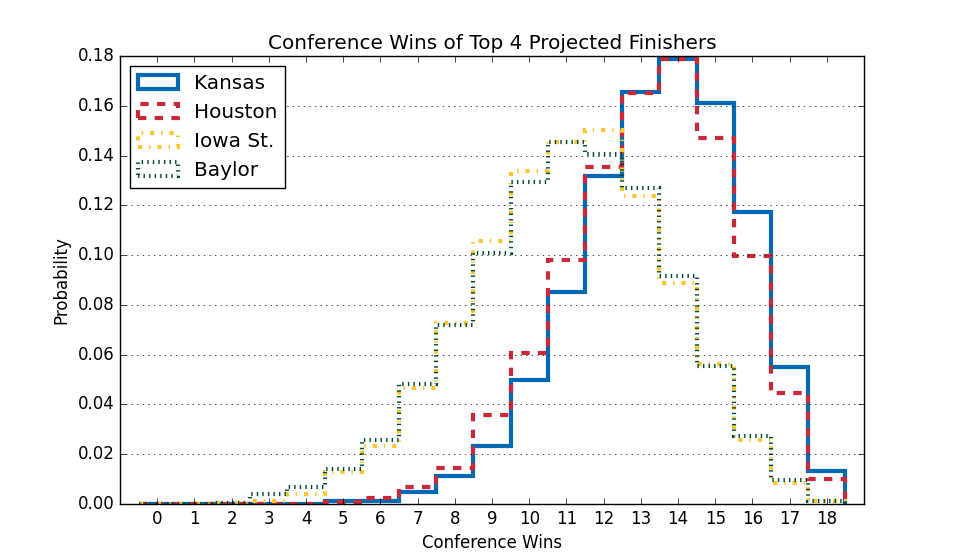 Conference Wins of Top 4 Projected Finishers
0.18
0.16
0.14
0.12
0.10
0.08
0.06
0.04
0.02
0.00
Probability
Kansas
Houston
Iowa St.
Baylor
0 1 2 3 4 5 6 7 8 9 10 11 12 13 14 15 16 17 18
Conference Wins